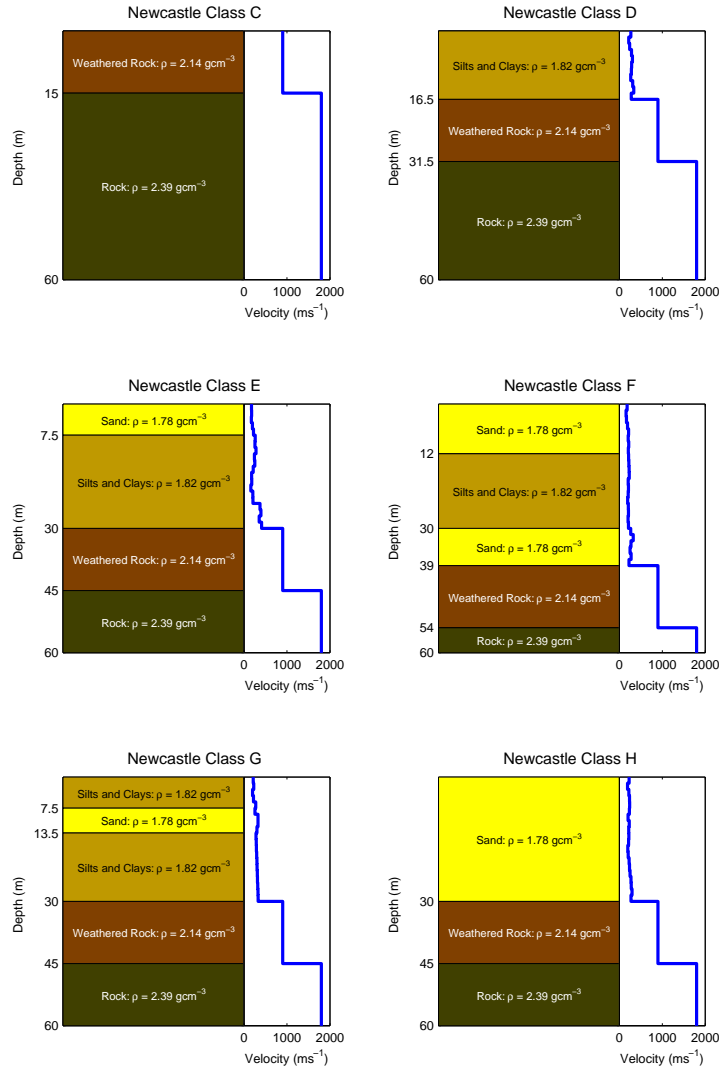 Newcastle Class C
Weathered Rock: ρ = 2.14 gcm⁻³
15
Rock: ρ = 2.39 gcm⁻³
60
Depth (m)
0 1000 2000
Velocity (ms⁻¹)
Newcastle Class D
Silts and Clays: ρ = 1.82 gcm⁻³
16.5
Weathered Rock: ρ = 2.14 gcm⁻³
31.5
Rock: ρ = 2.39 gcm⁻³
60
Depth (m)
0 1000 2000
Velocity (ms⁻¹)
Newcastle Class E
Sand: ρ = 1.78 gcm⁻³
7.5
Silts and Clays: ρ = 1.82 gcm⁻³
30
Weathered Rock: ρ = 2.14 gcm⁻³
45
Rock: ρ = 2.39 gcm⁻³
60
Depth (m)
0 1000 2000
Velocity (ms⁻¹)
Newcastle Class F
Sand: ρ = 1.78 gcm⁻³
12
Silts and Clays: ρ = 1.82 gcm⁻³
30
Sand: ρ = 1.78 gcm⁻³
39
Weathered Rock: ρ = 2.14 gcm⁻³
54
Rock: ρ = 2.39 gcm⁻³
60
Depth (m)
0 1000 2000
Velocity (ms⁻¹)
Newcastle Class G
Silts and Clays: ρ = 1.82 gcm⁻³
7.5
Sand: ρ = 1.78 gcm⁻³
13.5
Silts and Clays: ρ = 1.82 gcm⁻³
30
Weathered Rock: ρ = 2.14 gcm⁻³
45
Rock: ρ = 2.39 gcm⁻³
60
Depth (m)
0 1000 2000
Velocity (ms⁻¹)
Newcastle Class H
Sand: ρ = 1.78 gcm⁻³
30
Weathered Rock: ρ = 2.14 gcm⁻³
45
Rock: ρ = 2.39 gcm⁻³
60
Depth (m)
0 1000 2000
Velocity (ms⁻¹)